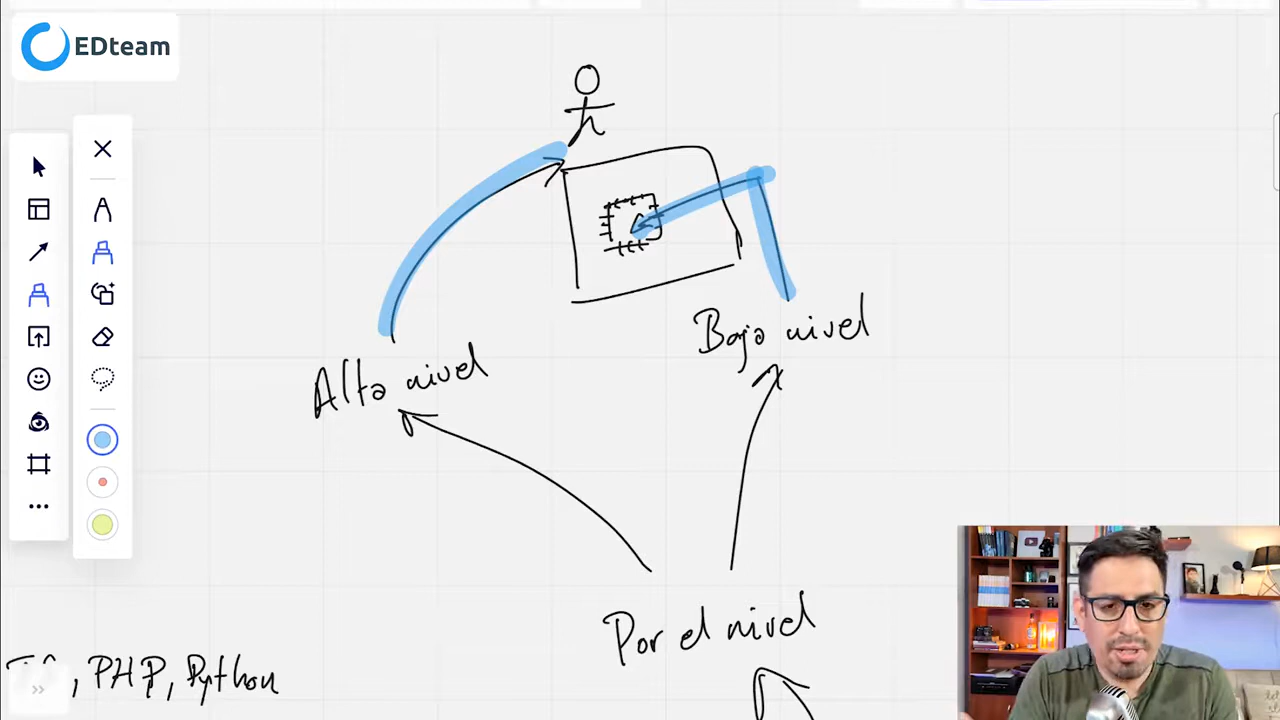 EDteam
Alto nivel
Bajo nivel
Por el nivel
, PHP, Python